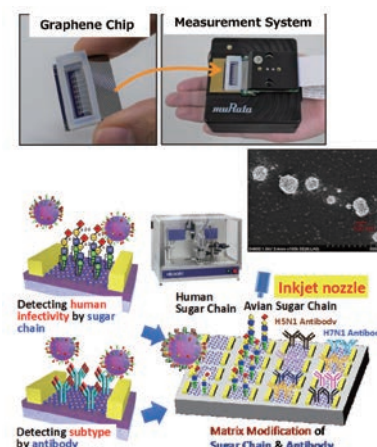 Graphene Chip
Measurement System
muRata
Inkjet nozzle
Human
Sugar Chain
Avian Sugar Chain
H5N1 Antibody
H7N1 Antibod
Detecting human
infectivity by sugar
chain
Detecting subtype
by antibody
Matrix Modification of
Sugar Chain & Antibody